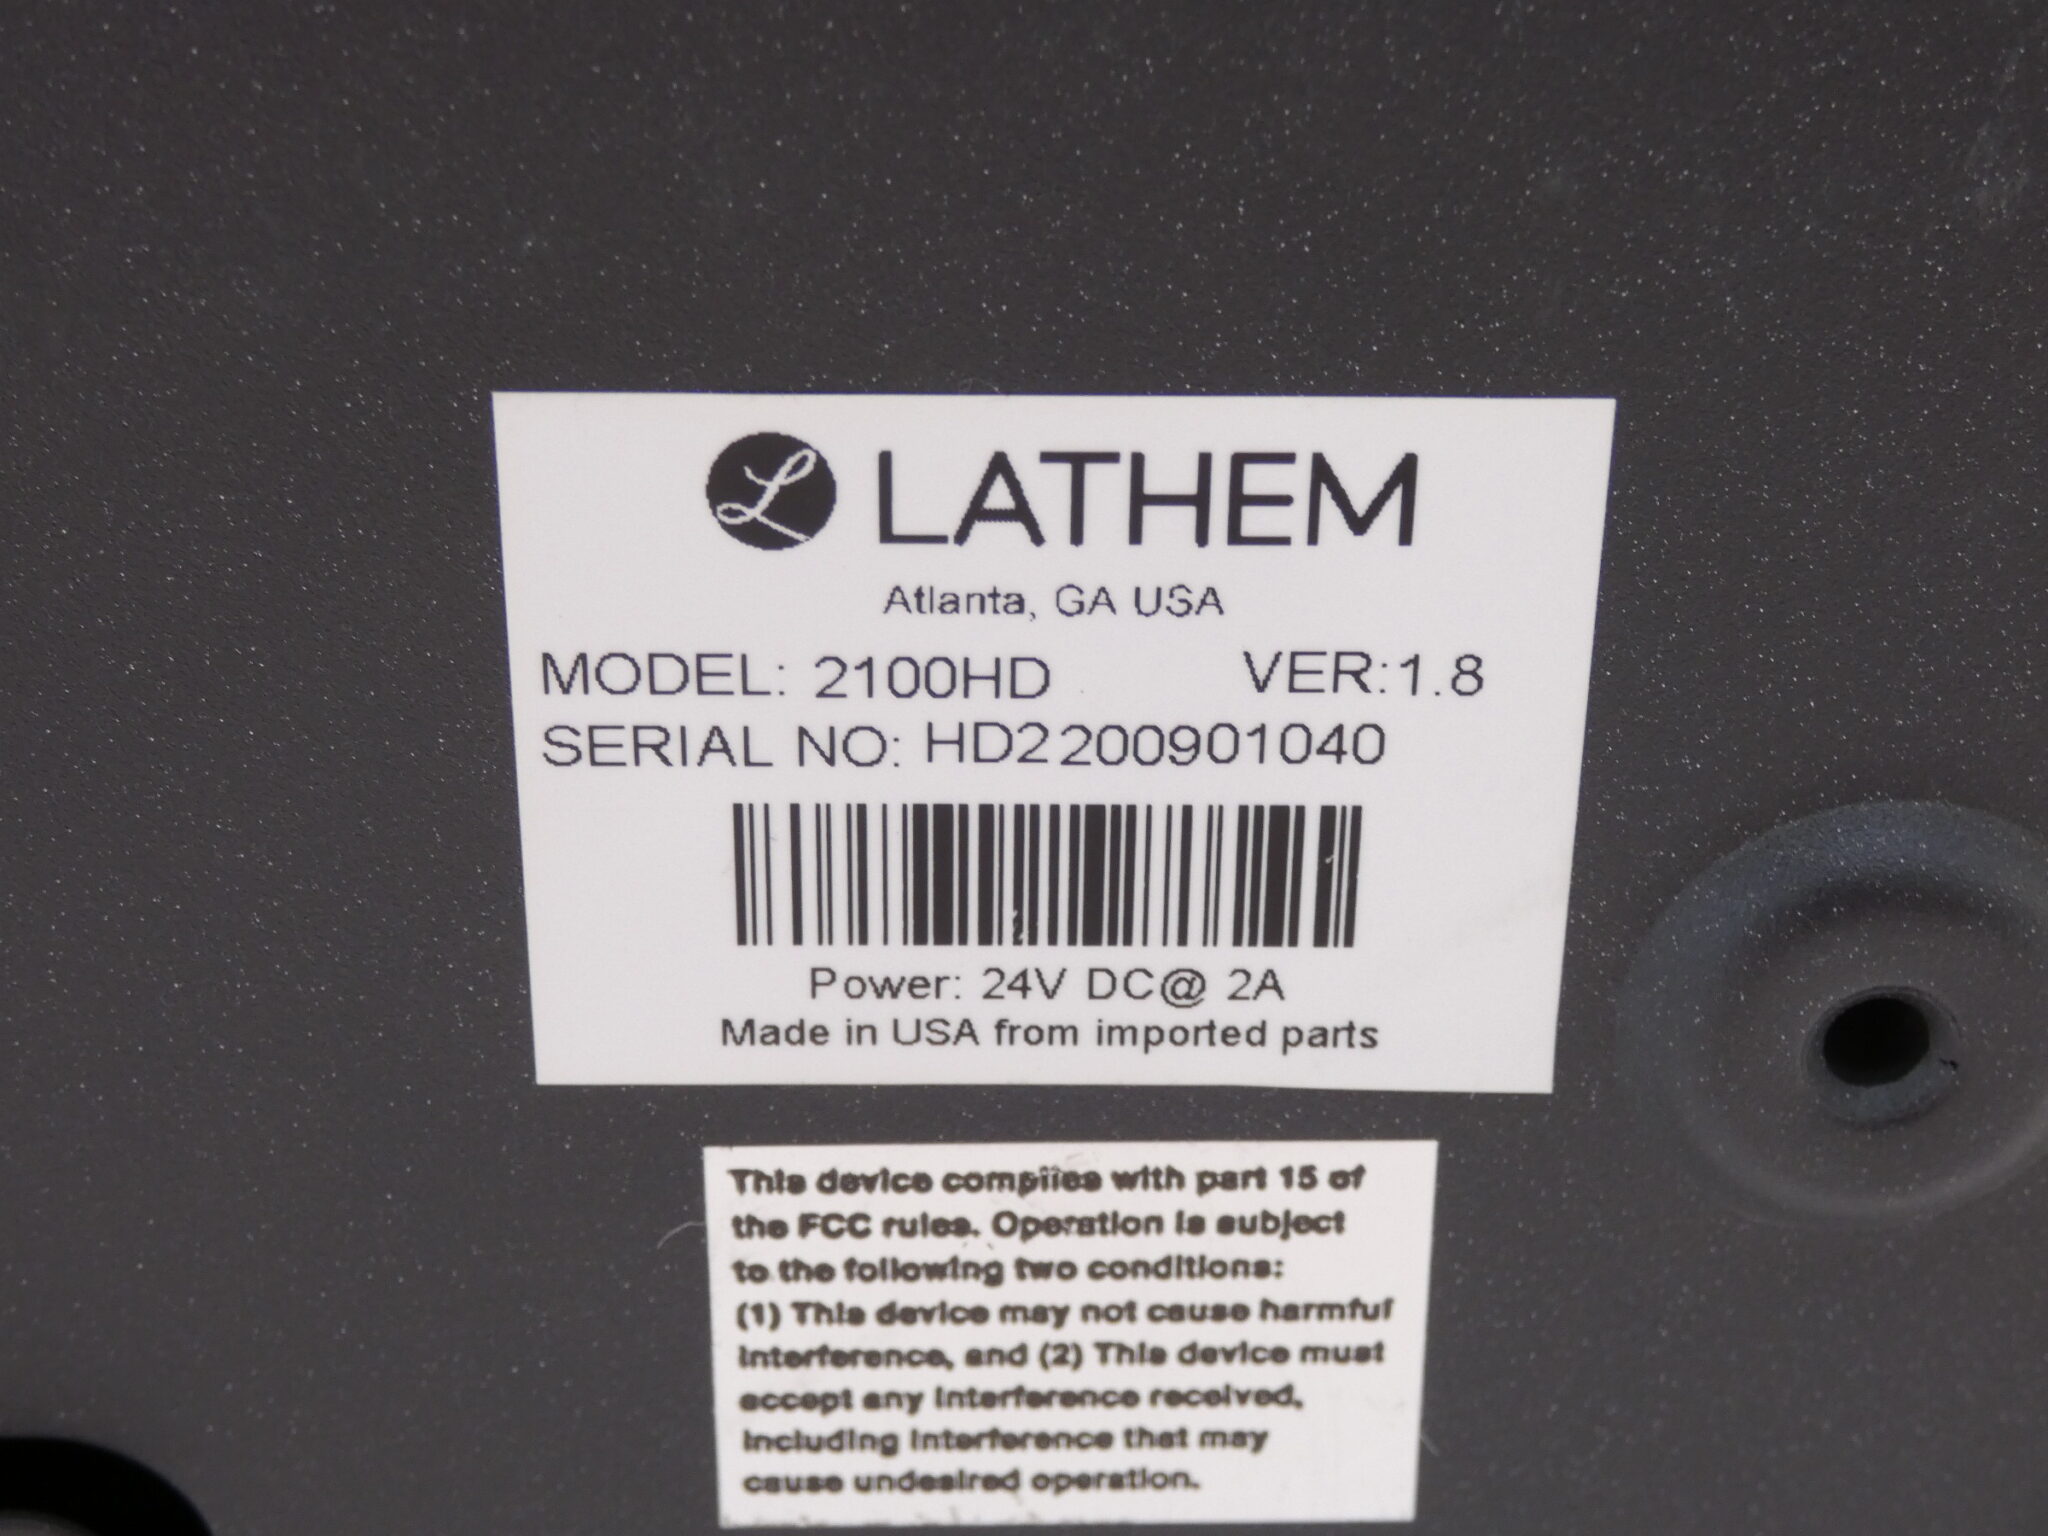 LATHEM
Atlanta, GA USA
MODEL: 2100HD VER:1.8
SERIAL NO: HD2200901040
Power: 24V DC@ 2A
Made in USA from imported parts
This device complies with part 15 of
the FCC rules. Operation is subject
to the following two conditions:
(1) This device may not cause harmful
interference, and (2) This device must
accept any interference received,
including interference that may
cause undesired operation.